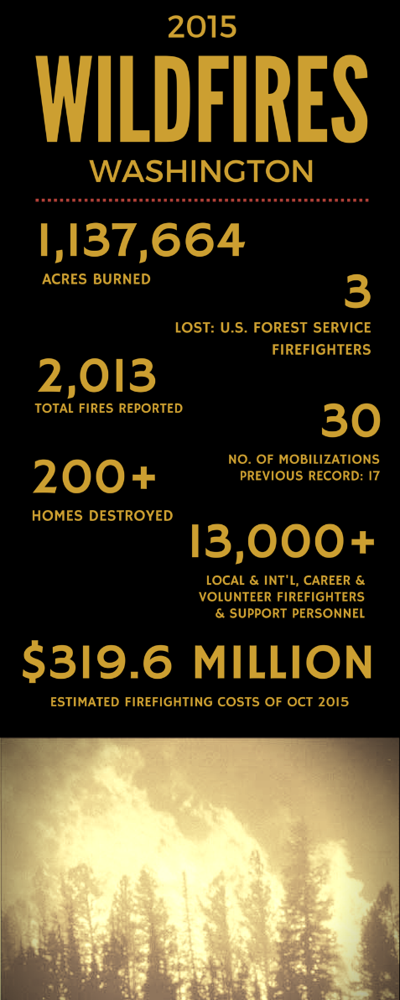 2015
WILDFIRES
WASHINGTON
1,137,664
ACRES BURNED
3
LOST: U.S. FOREST SERVICE
FIREFIGHTERS
2,013
TOTAL FIRES REPORTED
30
NO. OF MOBILIZATIONS
PREVIOUS RECORD: 17
200+
HOMES DESTROYED
13,000+
LOCAL & INT'L, CAREER &
VOLUNTEER FIREFIGHTERS
& SUPPORT PERSONNEL
$319.6 MILLION
ESTIMATED FIREFIGHTING COSTS OF OCT 2015